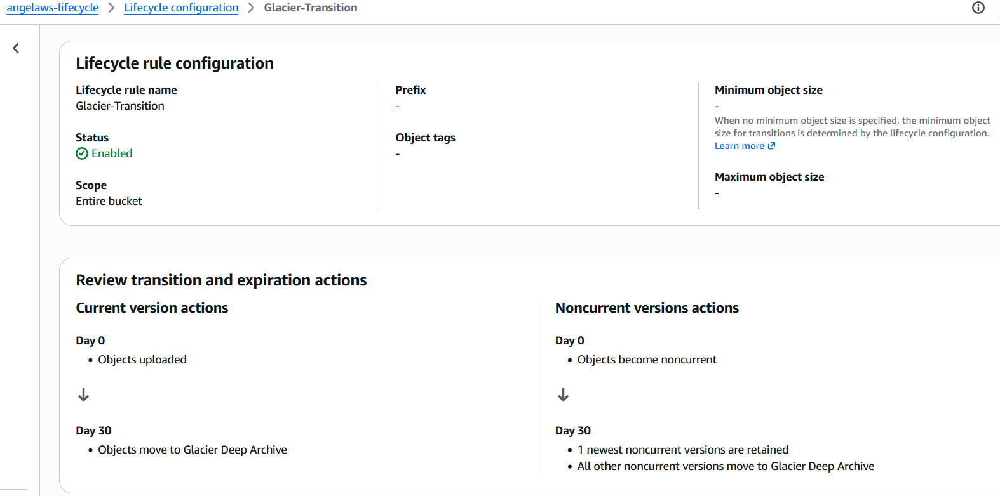 angelaws-lifecycle > Lifecycle configuration > Glacier-Transition
Lifecycle rule configuration
Lifecycle rule name
Glacier-Transition
Status
Enabled
Scope
Entire bucket
Prefix
-
Object tags
-
Minimum object size
-
When no minimum object size is specified, the minimum object
size for transitions is determined by the lifecycle configuration.
Learn more
Maximum object size
-
Review transition and expiration actions
Current version actions
Day 0
• Objects uploaded
↓
Day 30
• Objects move to Glacier Deep Archive
Noncurrent versions actions
Day 0
• Objects become noncurrent
↓
Day 30
• 1 newest noncurrent versions are retained
• All other noncurrent versions move to Glacier Deep Archive